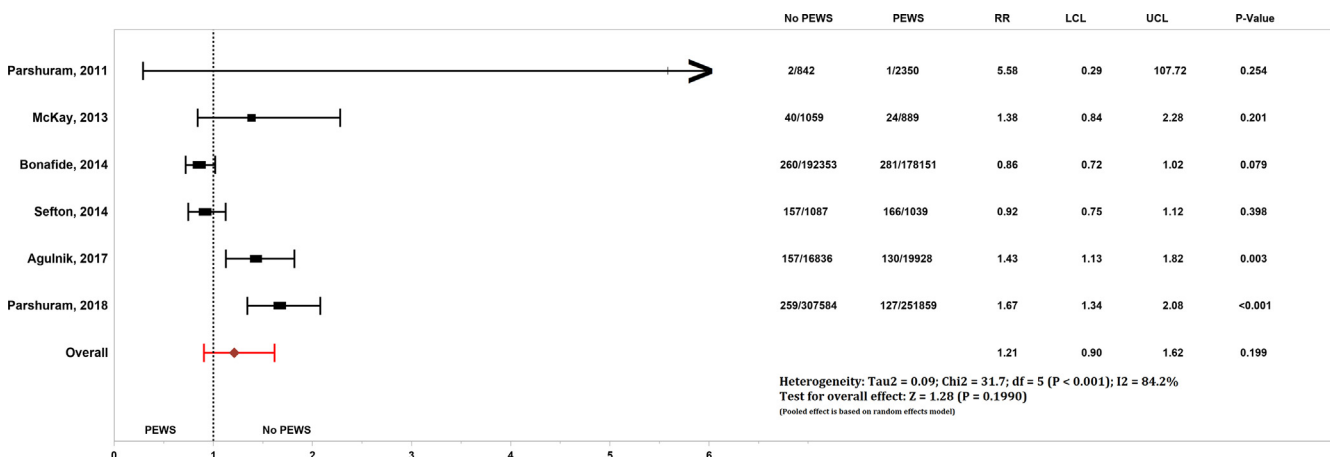 No PEWS PEWS RR LCL UCL P-Value
Parshuram, 2011 2/842 1/2350 5.58 0.29 107.72 0.254
McKay, 2013 40/1059 24/889 1.38 0.84 2.28 0.201
Bonafide, 2014 260/192353 281/178151 0.86 0.72 1.02 0.079
Sefton, 2014 157/1087 166/1039 0.92 0.75 1.12 0.398
Agulnik, 2017 157/16836 130/19928 1.43 1.13 1.82 0.003
Parshuram, 2018 259/307584 127/251859 1.67 1.34 2.08 <0.001
Overall 1.21 0.90 1.62 0.199
Heterogeneity: Tau2 = 0.09; Chi2 = 31.7; df = 5 (P < 0.001); I2 = 84.2%
Test for overall effect: Z = 1.28 (P = 0.1990)
(Pooled effect is based on random effects model)
PEWS No PEWS
0 1 2 3 4 5 6